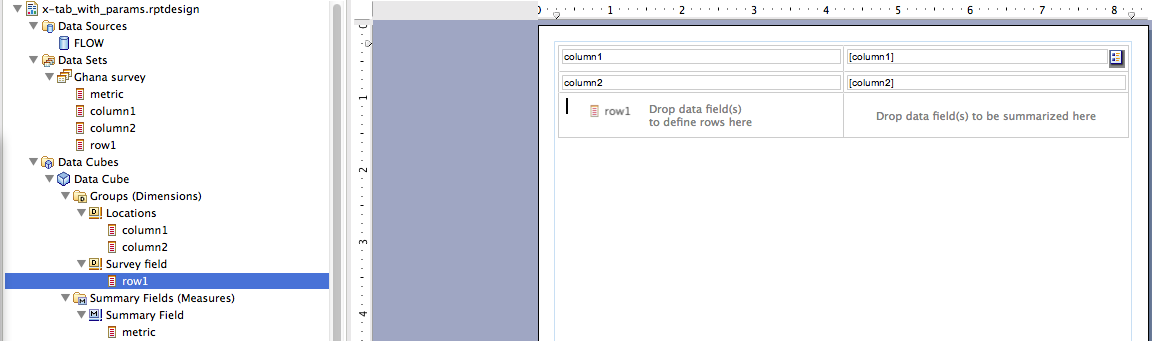 x-tab_with_params.rptdesign
Data Sources
FLOW
Data Sets
Ghana survey
metric
column1
column2
row1
Data Cubes
Data Cube
Groups (Dimensions)
Locations
column1
column2
Survey field
row1
Summary Fields (Measures)
Summary Field
metric
0 1 2 3 4 5 6 7 8
1
2
3
4
column1 [column1]
column2 [column2]
row1 Drop data field(s)
to define rows here
Drop data field(s) to be summarized here